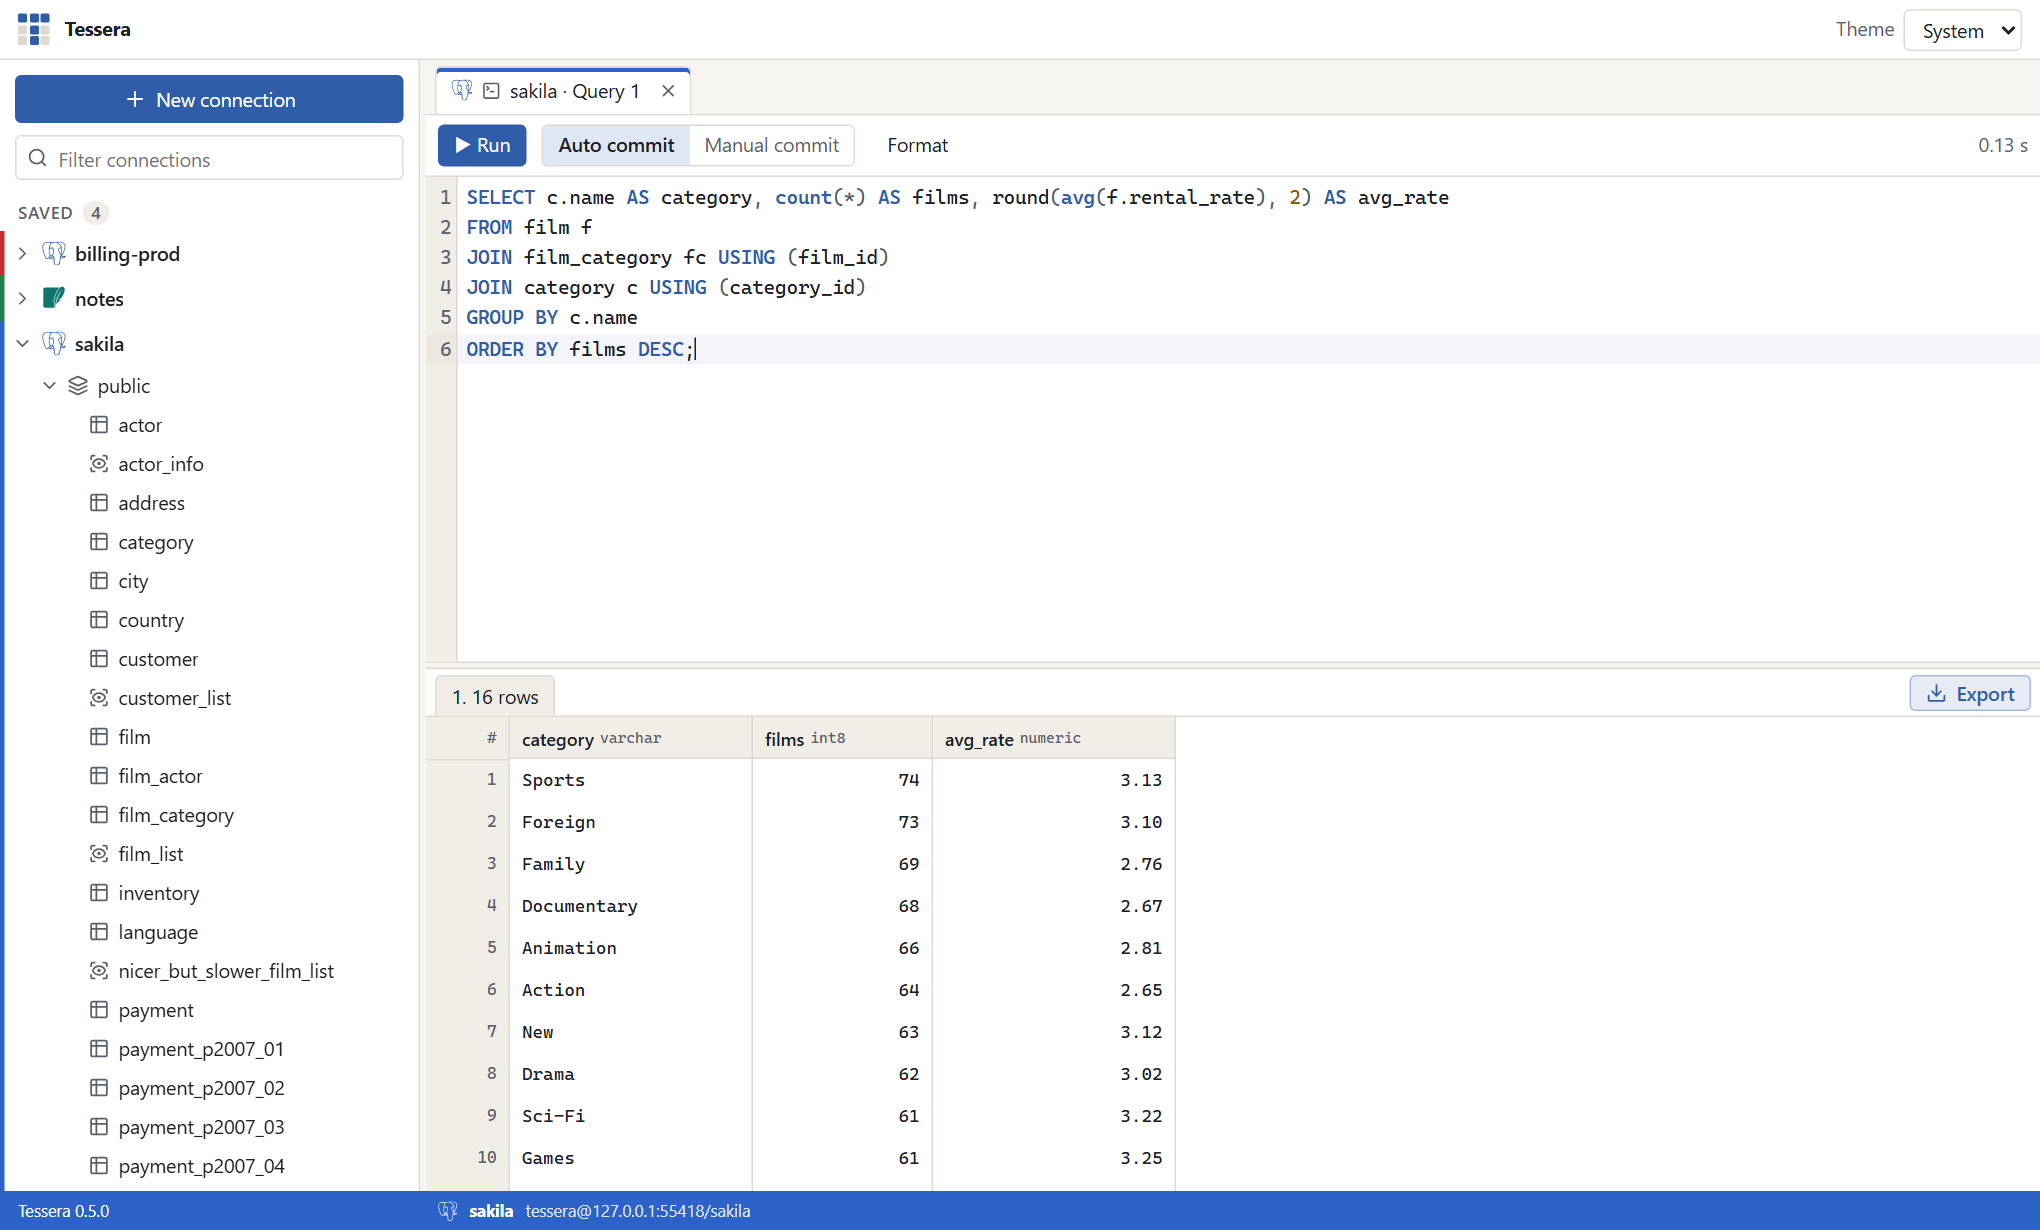 Tessera
Theme
System
New connection
Filter connections
SAVED 4
billing-prod
notes
sakila
public
actor
actor_info
address
category
city
country
customer
customer_list
film
film_actor
film_category
film_list
inventory
language
nicer_but_slower_film_list
payment
payment_p2007_01
payment_p2007_02
payment_p2007_03
payment_p2007_04
sakila · Query 1
Run
Auto commit
Manual commit
Format
0.13 s
1 SELECT c.name AS category, count(*) AS films, round(avg(f.rental_rate), 2) AS avg_rate
2 FROM film f
3 JOIN film_category fc USING (film_id)
4 JOIN category c USING (category_id)
5 GROUP BY c.name
6 ORDER BY films DESC;
1. 16 rows
Export
# category varchar films int8 avg_rate numeric
1 Sports 74 3.13
2 Foreign 73 3.10
3 Family 69 2.76
4 Documentary 68 2.67
5 Animation 66 2.81
6 Action 64 2.65
7 New 63 3.12
8 Drama 62 3.02
9 Sci-Fi 61 3.22
10 Games 61 3.25
Tessera 0.5.0
sakila tessera@127.0.0.1:55418/sakila